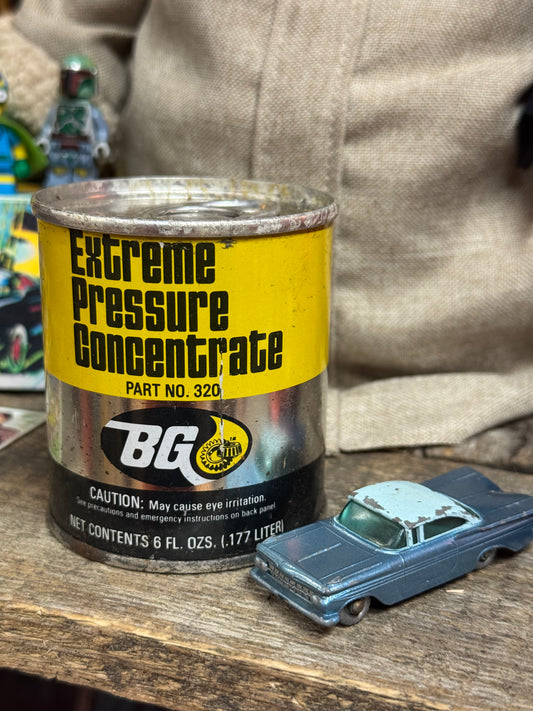 Extreme
Pressure
Concentrate
PART NO. 320
BG
CAUTION: May cause eye irritation.
See precautions and emergency instructions on back panel.
NET CONTENTS 6 FL. OZS. (.177 LITER)